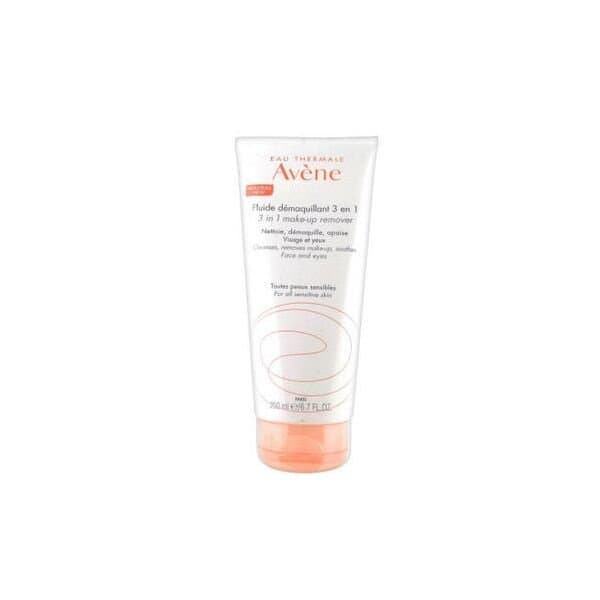 EAU THERMALE
Avène
Fluide démaquillant 3 en 1
3 in 1 make-up remover
Nettoie, démaquille, apaise
Visage et yeux
Cleanses, removes make-up, soothes
Face and eyes
Toutes peaux sensibles
For all sensitive skin
PARIS
200 ml e/6.7 FL.OZ.